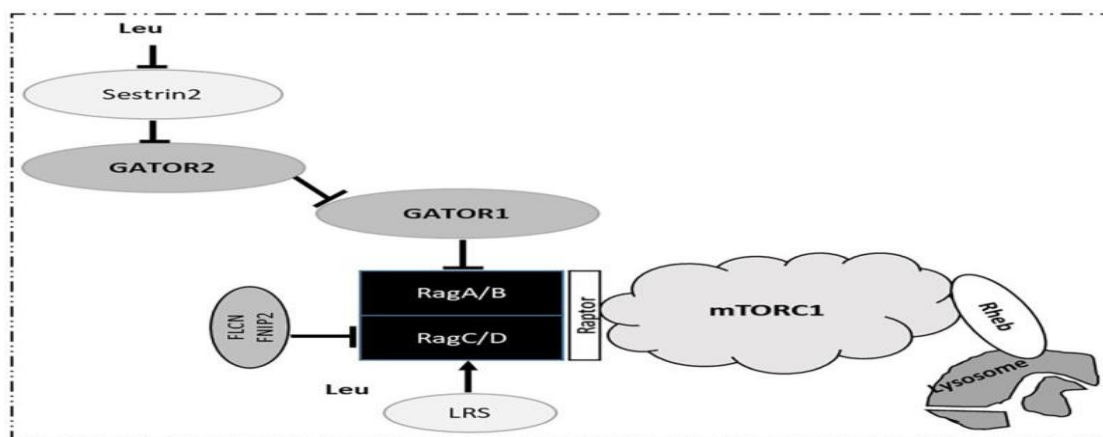 Leu
Sestrin2
GATOR2
GATOR1
RagA/B
RagC/D
FLCN
FNIP2
Raptor
mTORC1
Rheb
Lysosome
Leu
LRS